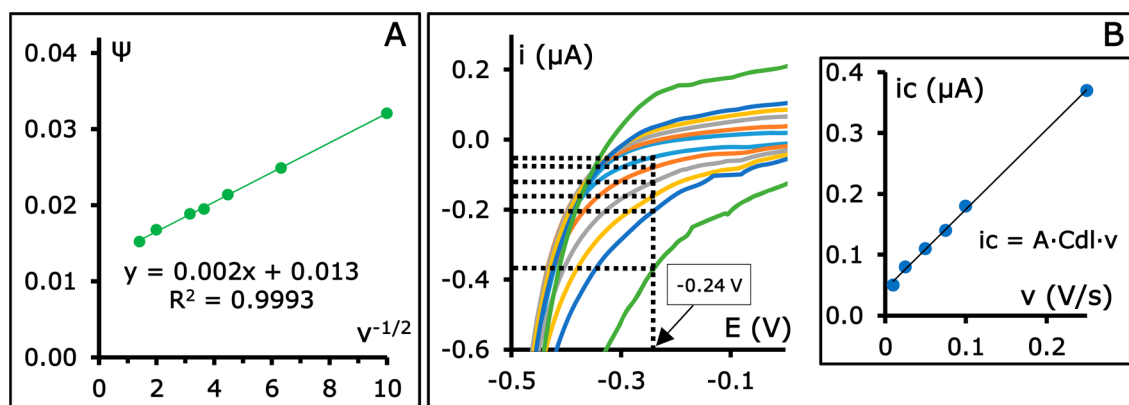 A
Ψ
0.04
0.03
0.02
0.01
0.00
y = 0.002x + 0.013
R² = 0.9993
v⁻¹/²
0 2 4 6 8 10
B
i (µA)
0.2
0.0
-0.2
-0.4
-0.6
-0.24 V
E (V)
-0.5 -0.3 -0.1
ic (µA)
0.4
0.3
0.2
0.1
0.0
ic = A·Cdl·v
v (V/s)
0 0.1 0.2